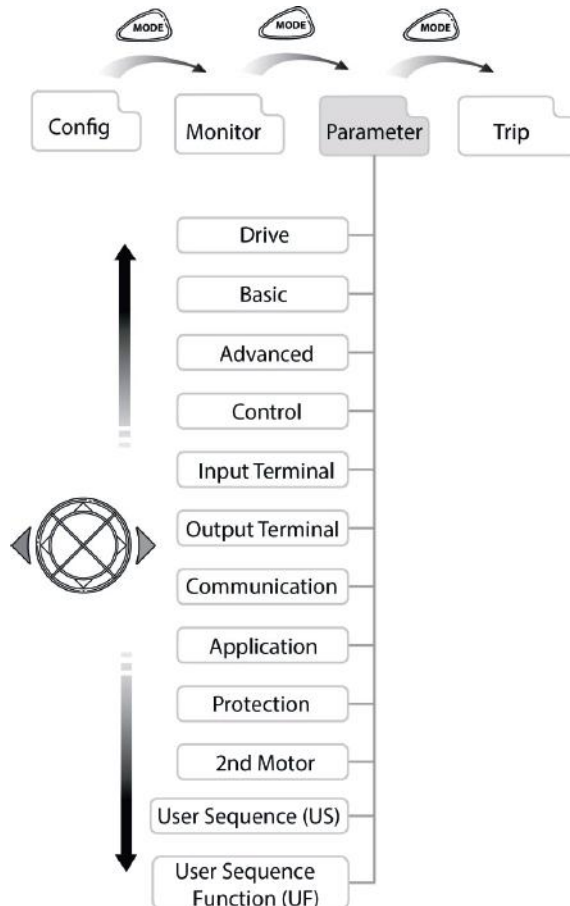 MODE
MODE
MODE
Config
Monitor
Parameter
Trip
Drive
Basic
Advanced
Control
Input Terminal
Output Terminal
Communication
Application
Protection
2nd Motor
User Sequence (US)
User Sequence
Function (UF)